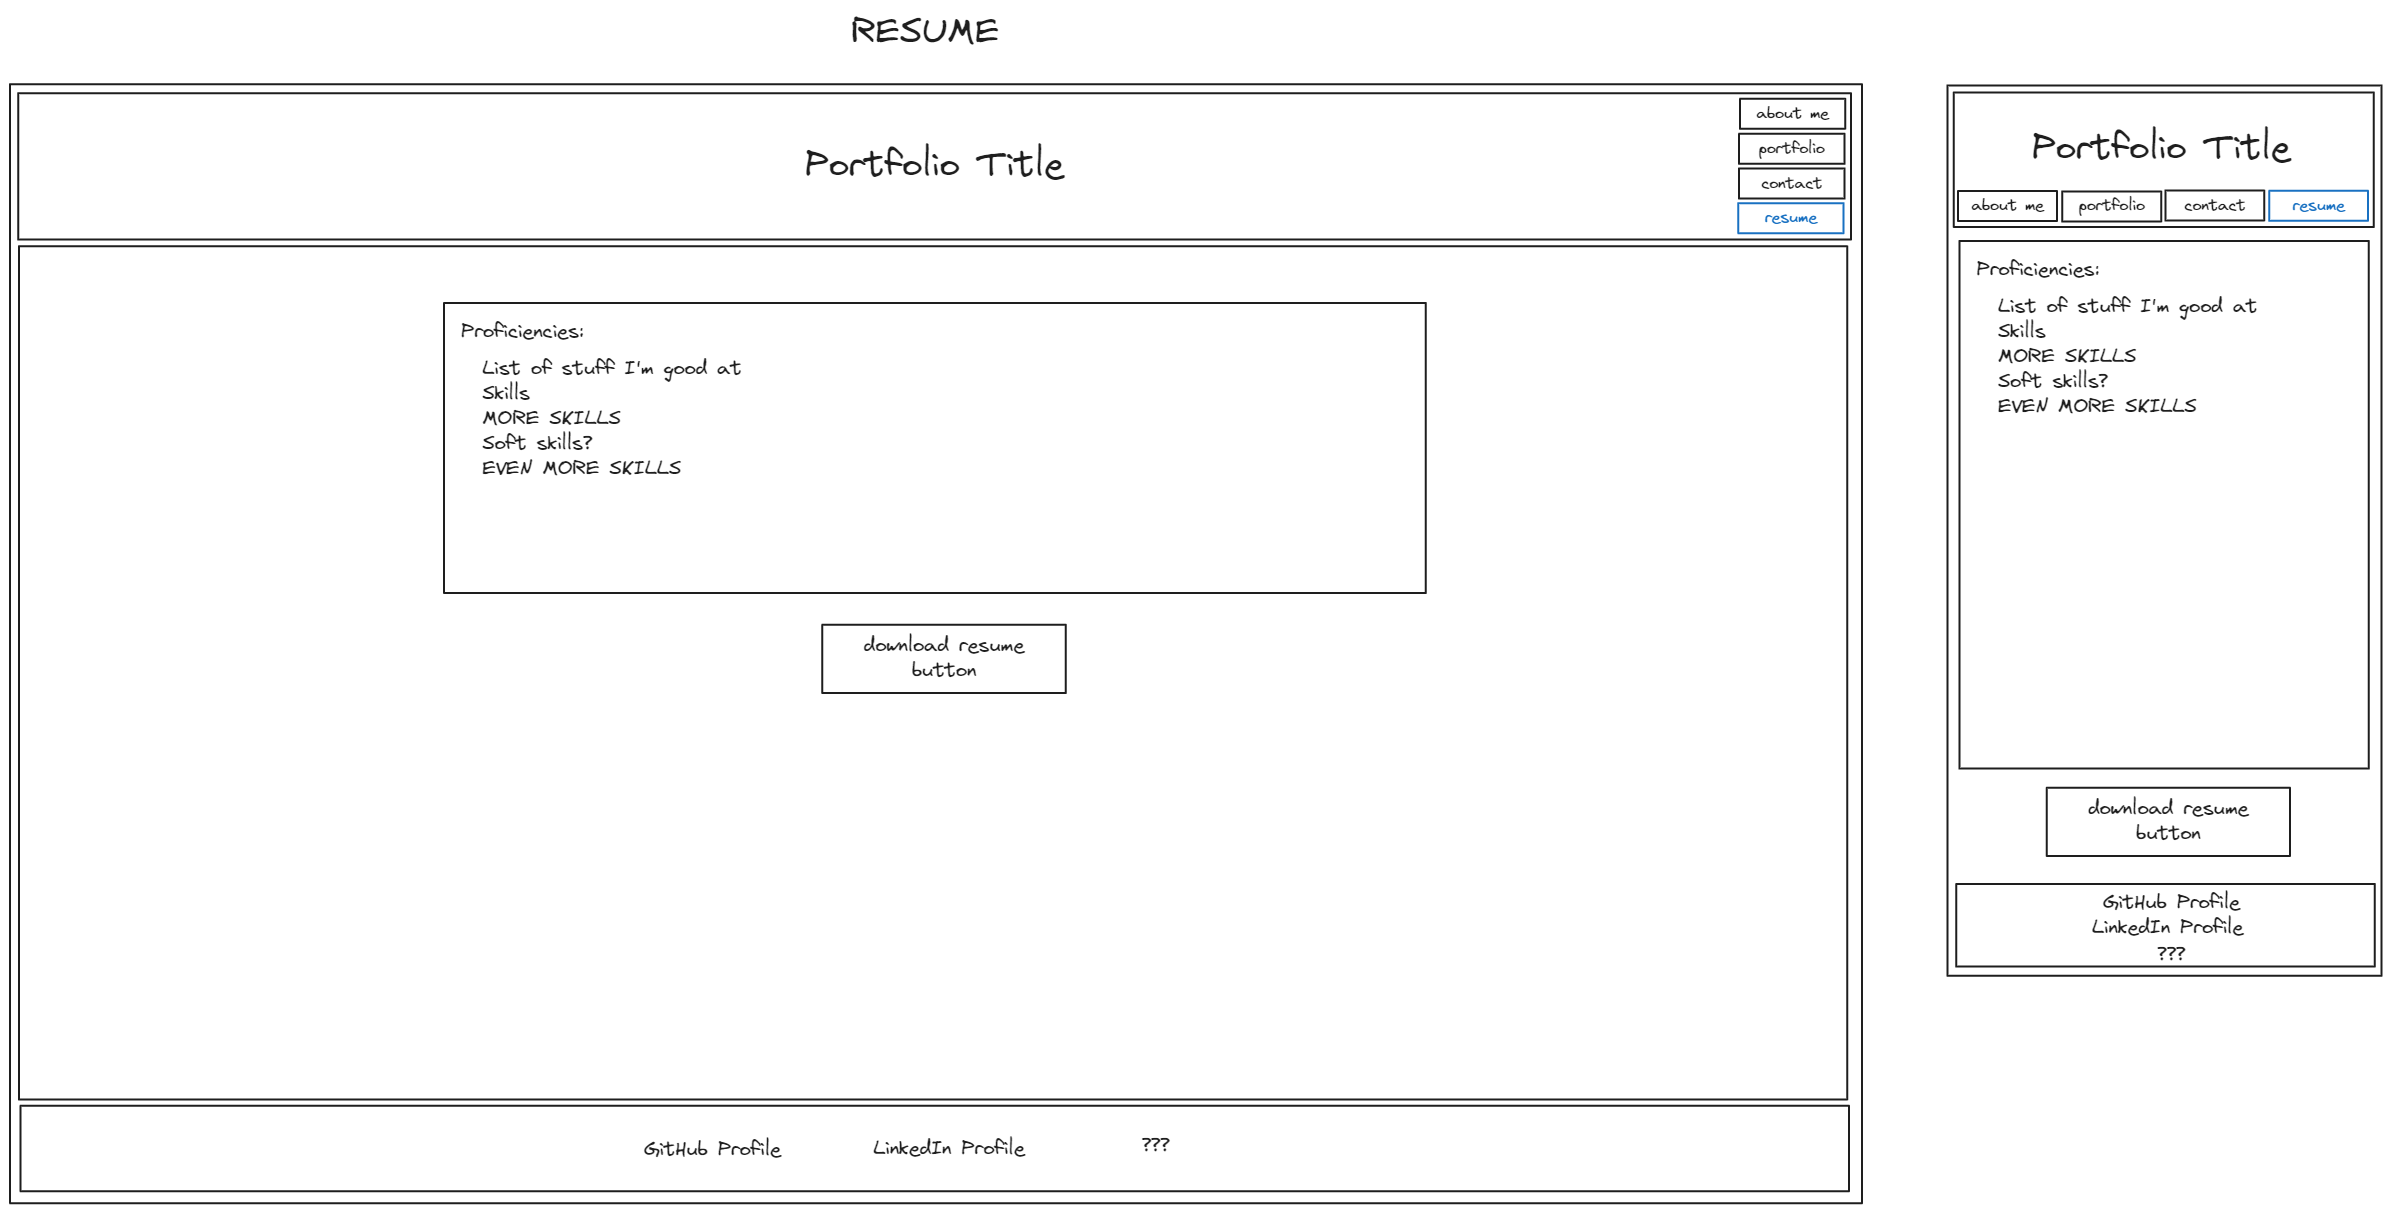 RESUME
Portfolio Title
about me
portfolio
contact
resume
Proficiencies:
List of stuff I'm good at
Skills
MORE SKILLS
Soft skills?
EVEN MORE SKILLS
download resume
button
GitHub Profile
LinkedIn Profile
???
Portfolio Title
about me
portfolio
contact
resume
Proficiencies:
List of stuff I'm good at
Skills
MORE SKILLS
Soft skills?
EVEN MORE SKILLS
download resume
button
GitHub Profile
LinkedIn Profile
???